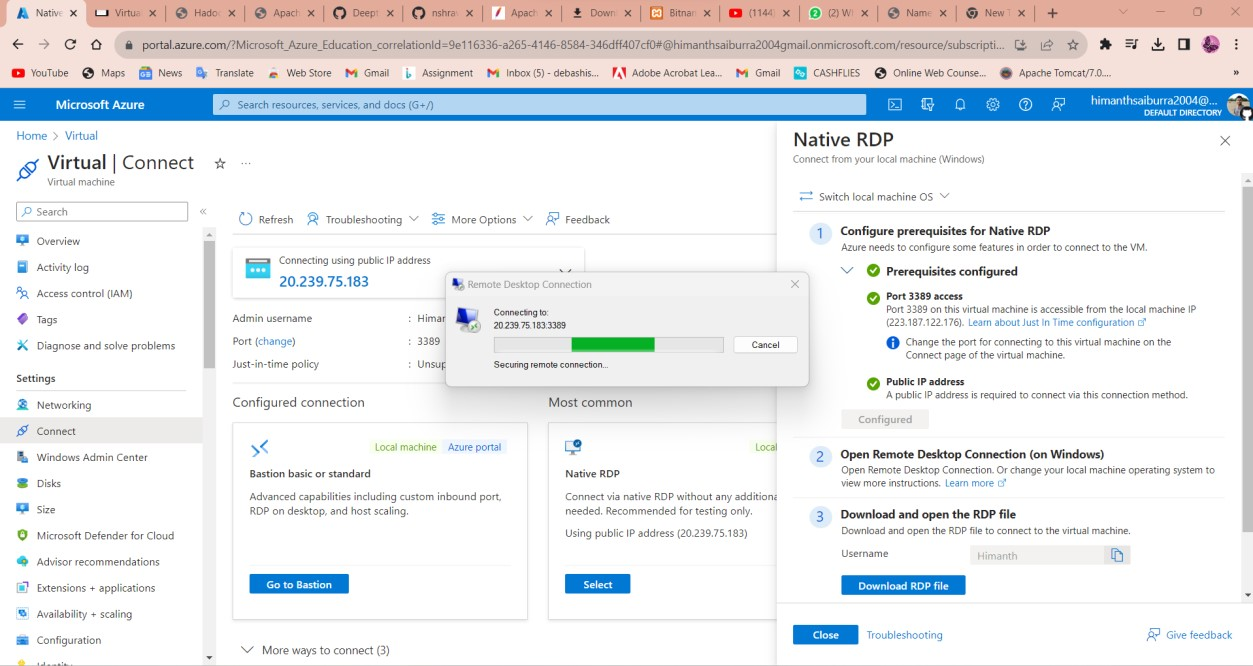 Native
Virtua
Hado
Apac
Deept
nshra
Apac
Down
Bitnan
(1144)
(2) W
Name
New T
portal.azure.com/?Microsoft_Azure_Education_correlationId=9e116336-a265-4146-8584-346dff407cf0#@himanthsaiburra2004gmail.onmicrosoft.com/resource/subscripti...
YouTube
Maps
News
Translate
Web Store
Gmail
Assignment
Inbox (5) - debashis...
Adobe Acrobat Lea...
Gmail
CASHFLIES
Online Web Counse...
Apache Tomcat/7.0....
»
Microsoft Azure
Search resources, services, and docs (G+/)
himanthsaiburra2004@...
DEFAULT DIRECTORY
Home > Virtual
Virtual | Connect
Virtual machine
Search
Overview
Activity log
Access control (IAM)
Tags
Diagnose and solve problems
Settings
Networking
Connect
Windows Admin Center
Disks
Size
Microsoft Defender for Cloud
Advisor recommendations
Extensions + applications
Availability + scaling
Configuration
Identity
Refresh
Troubleshooting
More Options
Feedback
Connecting using public IP address
20.239.75.183
Admin username : Himan
Port (change) : 3389
Just-in-time policy : Unsup
Remote Desktop Connection
Connecting to:
20.239.75.183:3389
Cancel
Securing remote connection...
Configured connection
Local machine
Azure portal
Bastion basic or standard
Advanced capabilities including custom inbound port,
RDP on desktop, and host scaling.
Go to Bastion
Most common
Local
Native RDP
Connect via native RDP without any additiona
needed. Recommended for testing only.
Using public IP address (20.239.75.183)
Select
More ways to connect (3)
Native RDP
Connect from your local machine (Windows)
Switch local machine OS
1 Configure prerequisites for Native RDP
Azure needs to configure some features in order to connect to the VM.
Prerequisites configured
Port 3389 access
Port 3389 on this virtual machine is accessible from the local machine IP
(223.187.122.176). Learn about Just In Time configuration
Change the port for connecting to this virtual machine on the
Connect page of the virtual machine.
Public IP address
A public IP address is required to connect via this connection method.
Configured
2 Open Remote Desktop Connection (on Windows)
Open Remote Desktop Connection. Or change your local machine operating system to
view more instructions. Learn more
3 Download and open the RDP file
Download and open the RDP file to connect to the virtual machine.
Username
Himanth
Download RDP file
Close
Troubleshooting
Give feedback